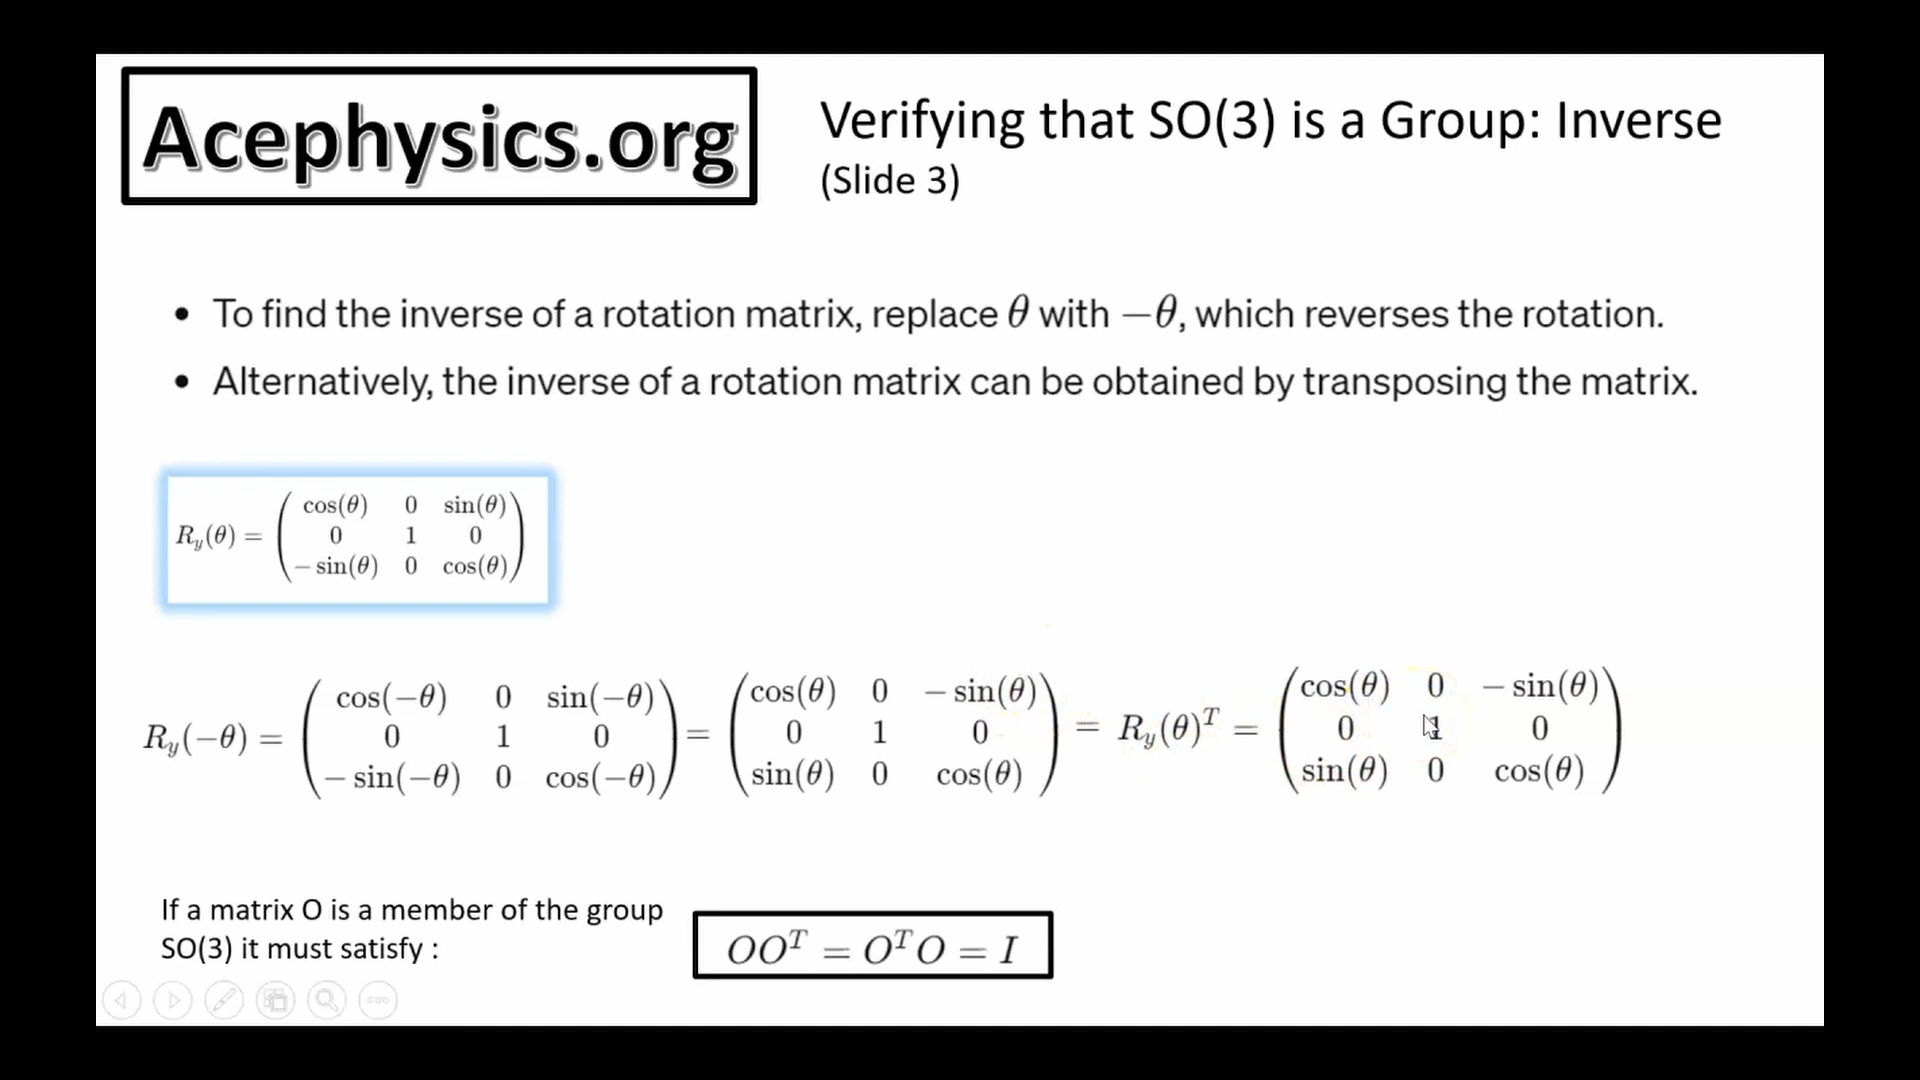 Acephysics.org
Verifying that SO(3) is a Group: Inverse
(Slide 3)
• To find the inverse of a rotation matrix, replace θ with −θ, which reverses the rotation.
• Alternatively, the inverse of a rotation matrix can be obtained by transposing the matrix.
cos(θ) 0 sin(θ)
R_y(θ) = 0 1 0
− sin(θ) 0 cos(θ)
cos(−θ) 0 sin(−θ) cos(θ) 0 − sin(θ) cos(θ) 0 − sin(θ)
R_y(−θ) = 0 1 0 = 0 1 0 = R_y(θ)^T = 0 1 0
− sin(−θ) 0 cos(−θ) sin(θ) 0 cos(θ) sin(θ) 0 cos(θ)
If a matrix O is a member of the group
SO(3) it must satisfy :
OO^T = O^T O = I